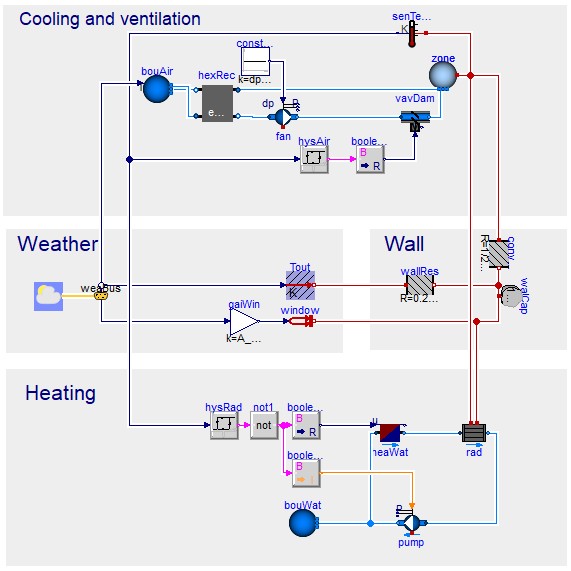 Cooling and ventilation
senTe...
K
const...
zone
bouAir
hexRec
k=dp...
e...
dp
fan
vavDam
hysAir
boole...
B
R
Weather
Wall
conv
R=1/2...
weaBus
Tout
K
wallRes
R=0.2...
walCap
gaiWin
window
k=A_...
Heating
hysRad
not1
boole...
not
B
R
u
heaWat
rad
boole...
B
I
bouWat
pump